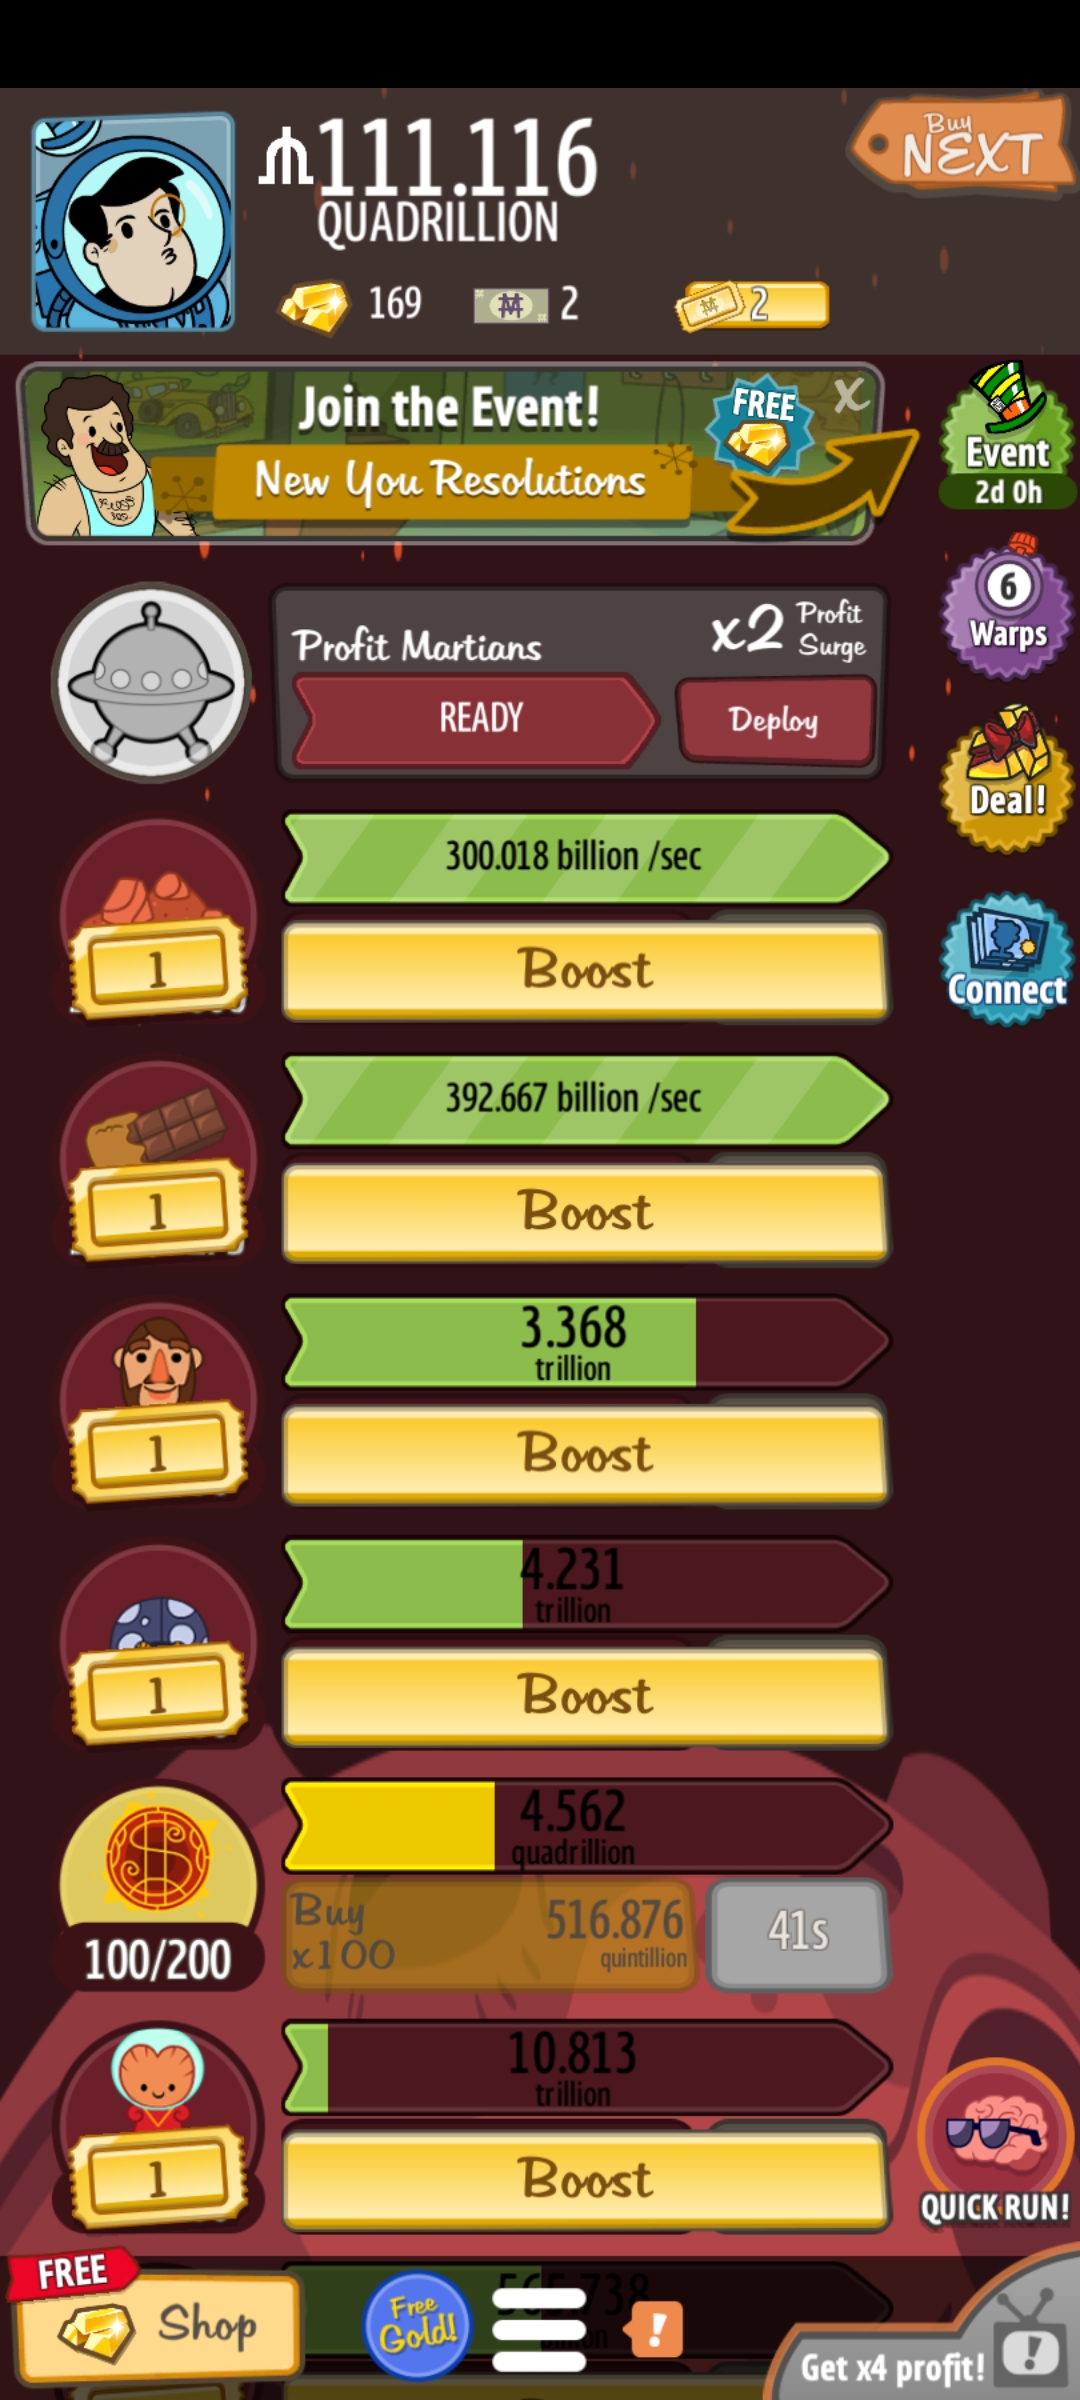 111.116
QUADRILLION
Buy
NEXT
169
2
2
Join the Event!
New You Resolutions
FREE
X
Event
2d 0h
6
Warps
Profit Martians
x2 Profit
Surge
READY
Deploy
Deal!
300.018 billion /sec
1
Boost
Connect
392.667 billion /sec
1
Boost
3.368
trillion
1
Boost
4.231
trillion
1
Boost
4.562
quadrillion
100/200
Buy
x100
516.876
quintillion
41s
10.813
trillion
1
Boost
QUICK RUN!
FREE
Shop
Free
Gold!
!
Get x4 profit!
!